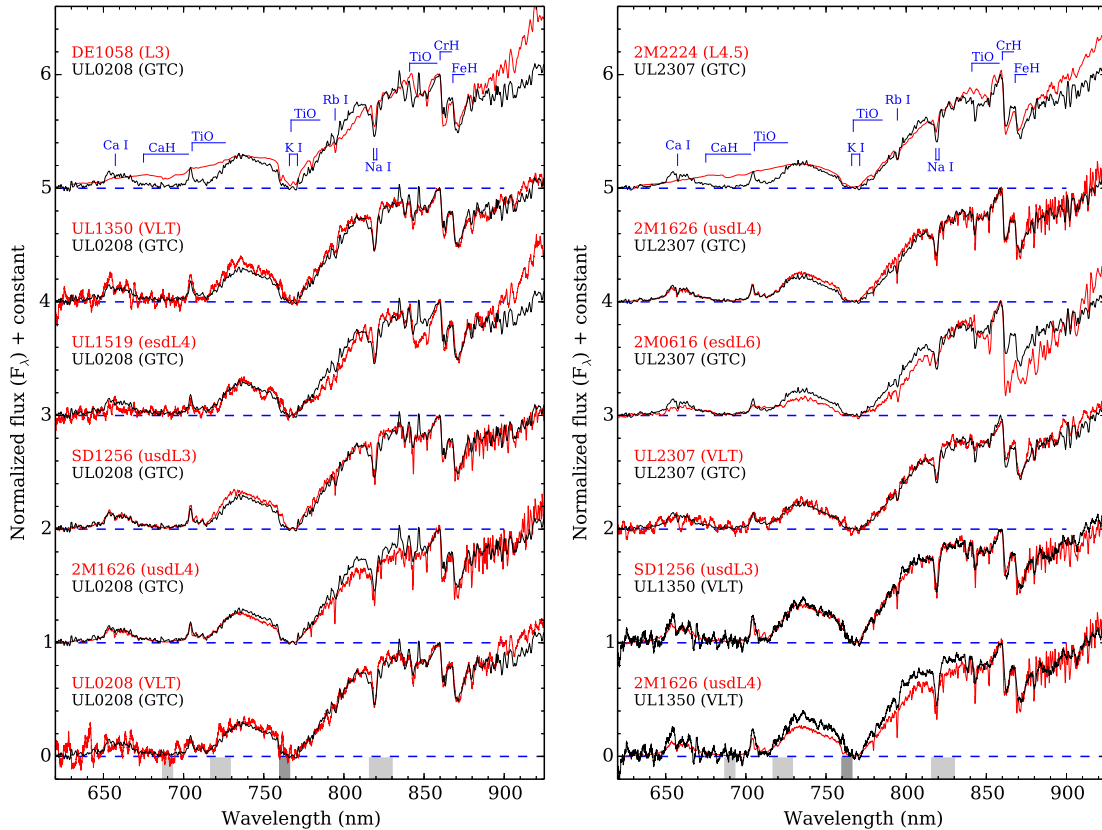 DE1058 (L3)
UL0208 (GTC)
CrH
TiO
FeH
Rb I
TiO
Ca I
CaH
TiO
K I
Na I
UL1350 (VLT)
UL0208 (GTC)
UL1519 (esdL4)
UL0208 (GTC)
SD1256 (usdL3)
UL0208 (GTC)
2M1626 (usdL4)
UL0208 (GTC)
UL0208 (VLT)
UL0208 (GTC)
6
5
4
3
2
1
0
650 700 750 800 850 900
Wavelength (nm)
Normalized flux (Fλ) + constant
2M2224 (L4.5)
UL2307 (GTC)
CrH
TiO
FeH
Rb I
TiO
Ca I
CaH
TiO
K I
Na I
2M1626 (usdL4)
UL2307 (GTC)
2M0616 (esdL6)
UL2307 (GTC)
UL2307 (VLT)
UL2307 (GTC)
SD1256 (usdL3)
UL1350 (VLT)
2M1626 (usdL4)
UL1350 (VLT)
6
5
4
3
2
1
0
650 700 750 800 850 900
Wavelength (nm)
Normalized flux (Fλ) + constant